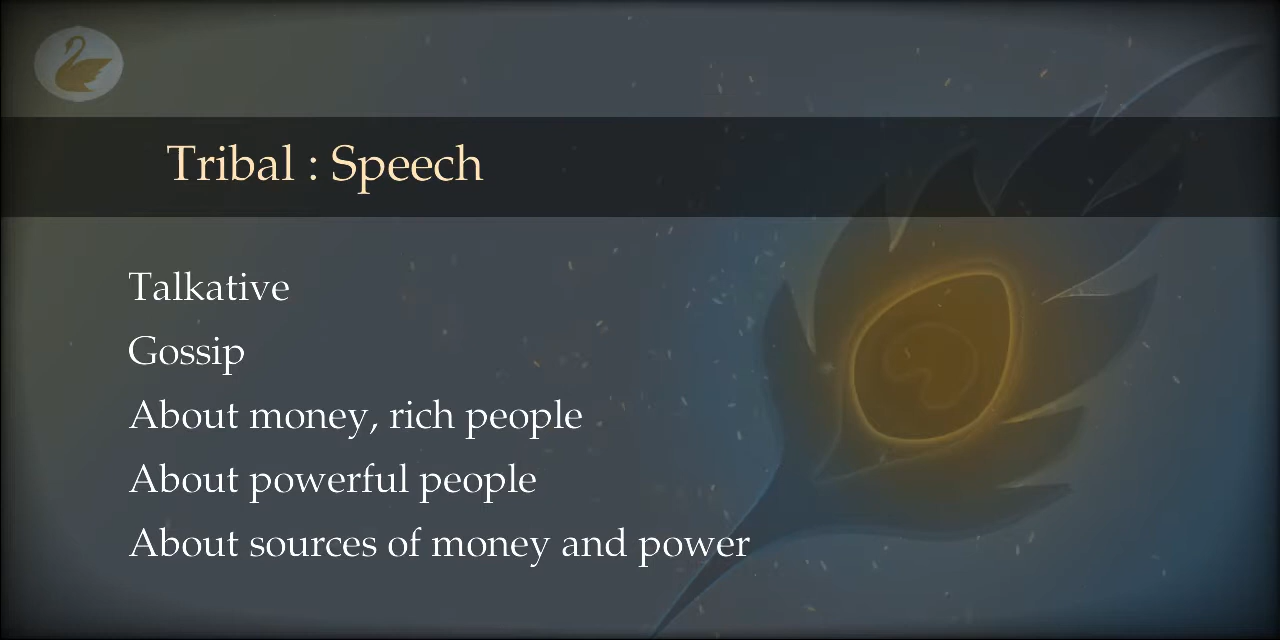 Tribal : Speech
Talkative
Gossip
About money, rich people
About powerful people
About sources of money and power